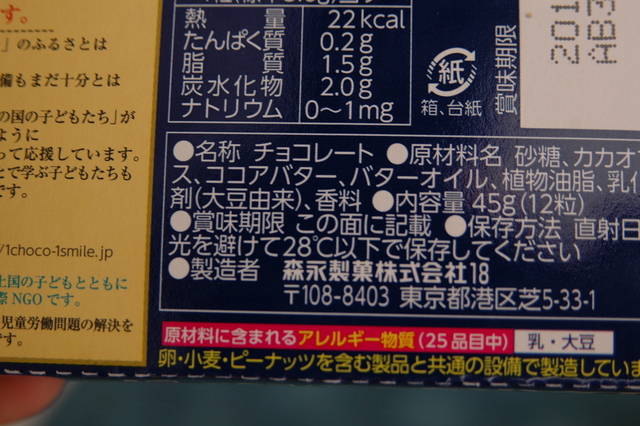 す。
」のふるさとは
備もまだ十分とは
の国の子どもたち」が
ように
って応援しています。
とで学ぶ子どもたちも
です。
/1choco-1smile.jp
土国の子どもとともに
際NGOです。
児童労働問題の解決を
です。
熱量 22kcal
たんぱく質 0.2g
脂質 1.5g
炭水化物 2.0g
ナトリウム 0~1mg
紙
箱、台紙
賞味期限
201
AB3
●名称 チョコレート ●原材料名 砂糖、カカオマ
ス、ココアバター、バターオイル、植物油脂、乳化
剤(大豆由来)、香料 ●内容量 45g(12粒)
●賞味期限 この面に記載 ●保存方法 直射日
光を避けて28℃以下で保存してください
●製造者 森永製菓株式会社18
〒108-8403 東京都港区芝5-33-1
原材料に含まれるアレルギー物質(25品目中) 乳・大豆
卵・小麦・ピーナッツを含む製品と共通の設備で製造していま